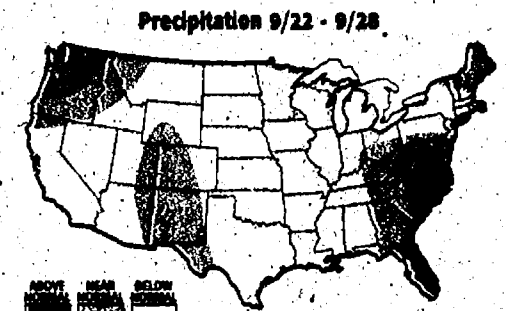 Precipitation 9/22 - 9/28
ABOVE NEAR BELOW
NORMAL NORMAL NORMAL